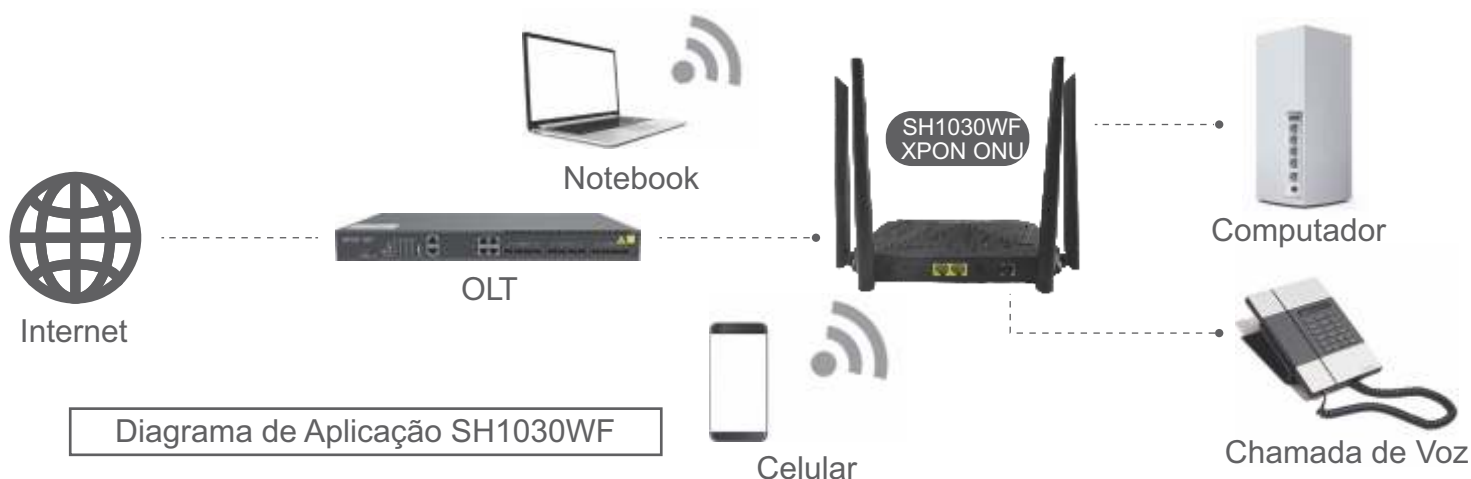 Notebook
SH1030WF
XPON ONU
Computador
OLT
Internet
Diagrama de Aplicação SH1030WF
Celular
Chamada de Voz